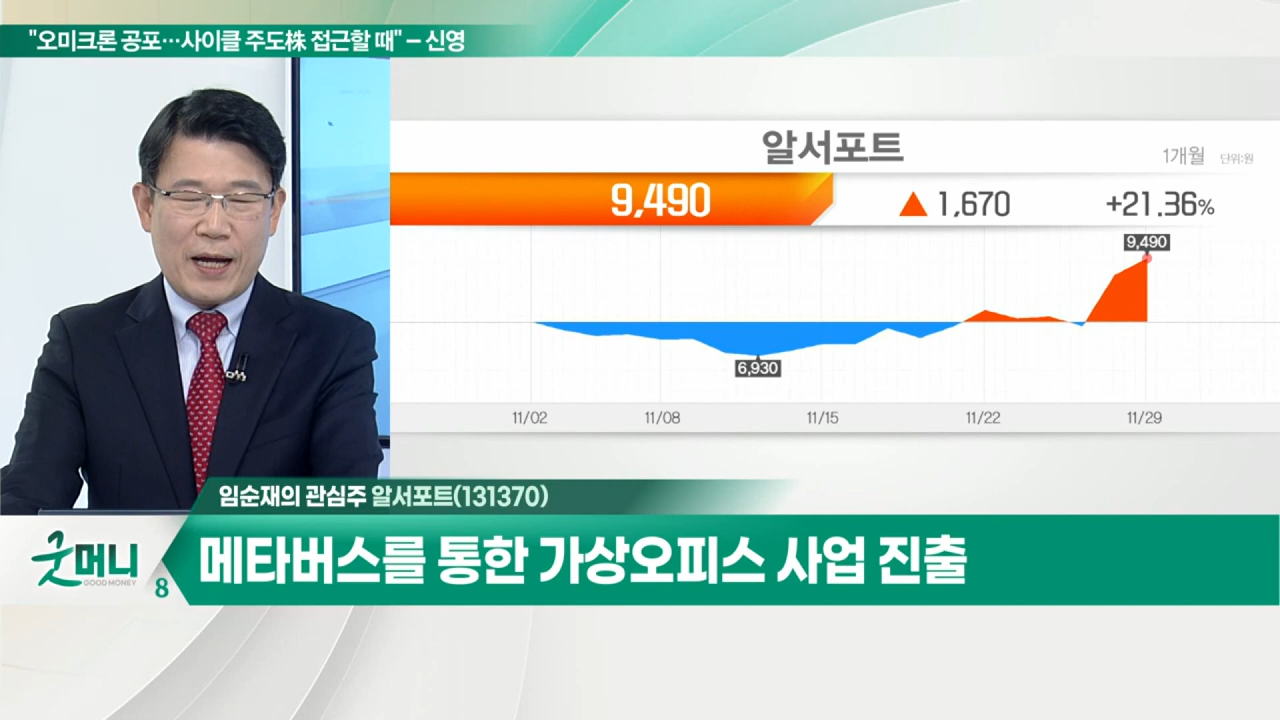 "오미크론 공포…사이클 주도株 접근할 때" – 신영
알서포트
1개월 단위:원
9,490 ▲ 1,670 +21.36%
9,490
6,930
11/02 11/08 11/15 11/22 11/29
임순재의 관심주 알서포트(131370)
메타버스를 통한 가상오피스 사업 진출
굿머니
GOOD MONEY
8